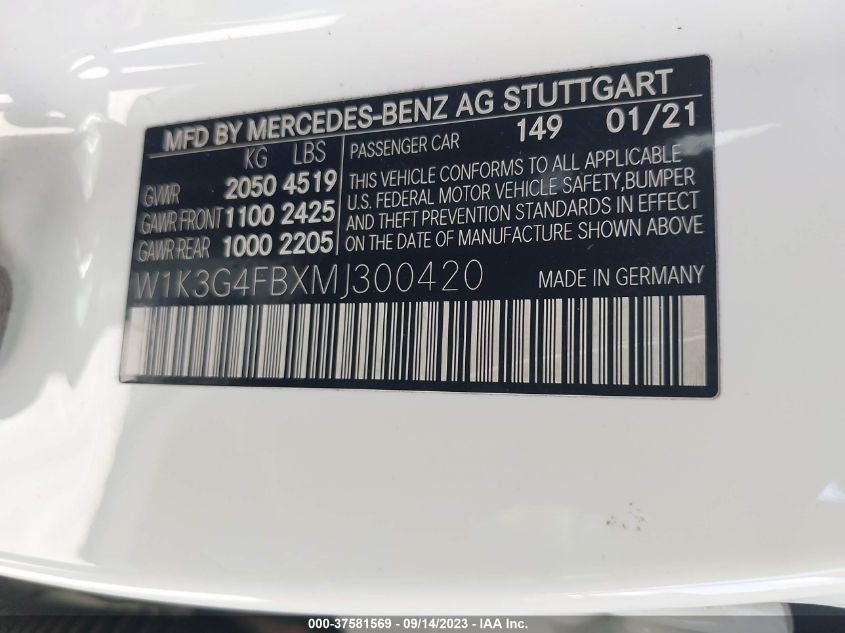 MFD BY MERCEDES-BENZ AG STUTTGART
KG LBS
GVWR 2050 4519
GAWR FRONT 1100 2425
GAWR REAR 1000 2205
PASSENGER CAR 149 01/21
THIS VEHICLE CONFORMS TO ALL APPLICABLE
U.S. FEDERAL MOTOR VEHICLE SAFETY,BUMPER
AND THEFT PREVENTION STANDARDS IN EFFECT
ON THE DATE OF MANUFACTURE SHOWN ABOVE
W1K3G4FBXMJ300420 MADE IN GERMANY
000-37581569 - 09/14/2023 - IAA Inc.